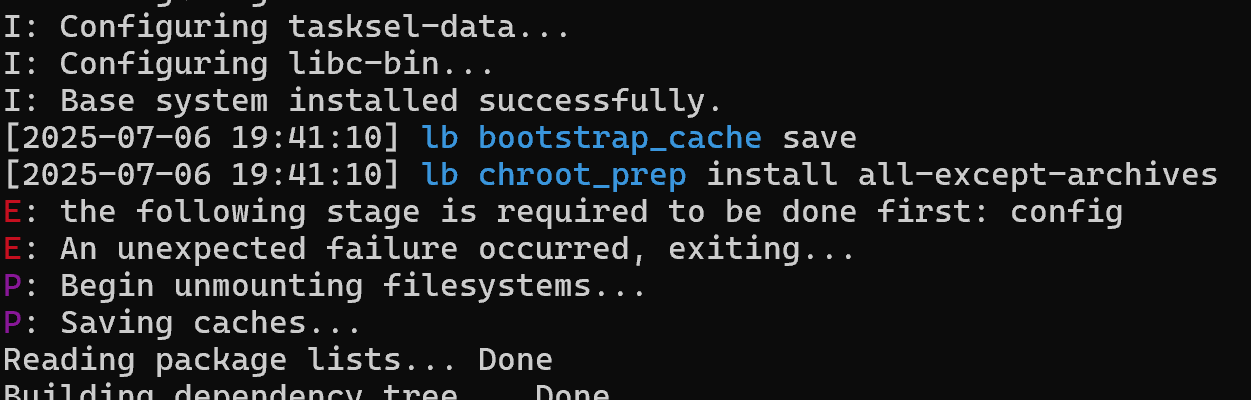 I: Configuring tasksel-data...
I: Configuring libc-bin...
I: Base system installed successfully.
[2025-07-06 19:41:10] lb bootstrap_cache save
[2025-07-06 19:41:10] lb chroot_prep install all-except-archives
E: the following stage is required to be done first: config
E: An unexpected failure occurred, exiting...
P: Begin unmounting filesystems...
P: Saving caches...
Reading package lists... Done
Building dependency tree... Done